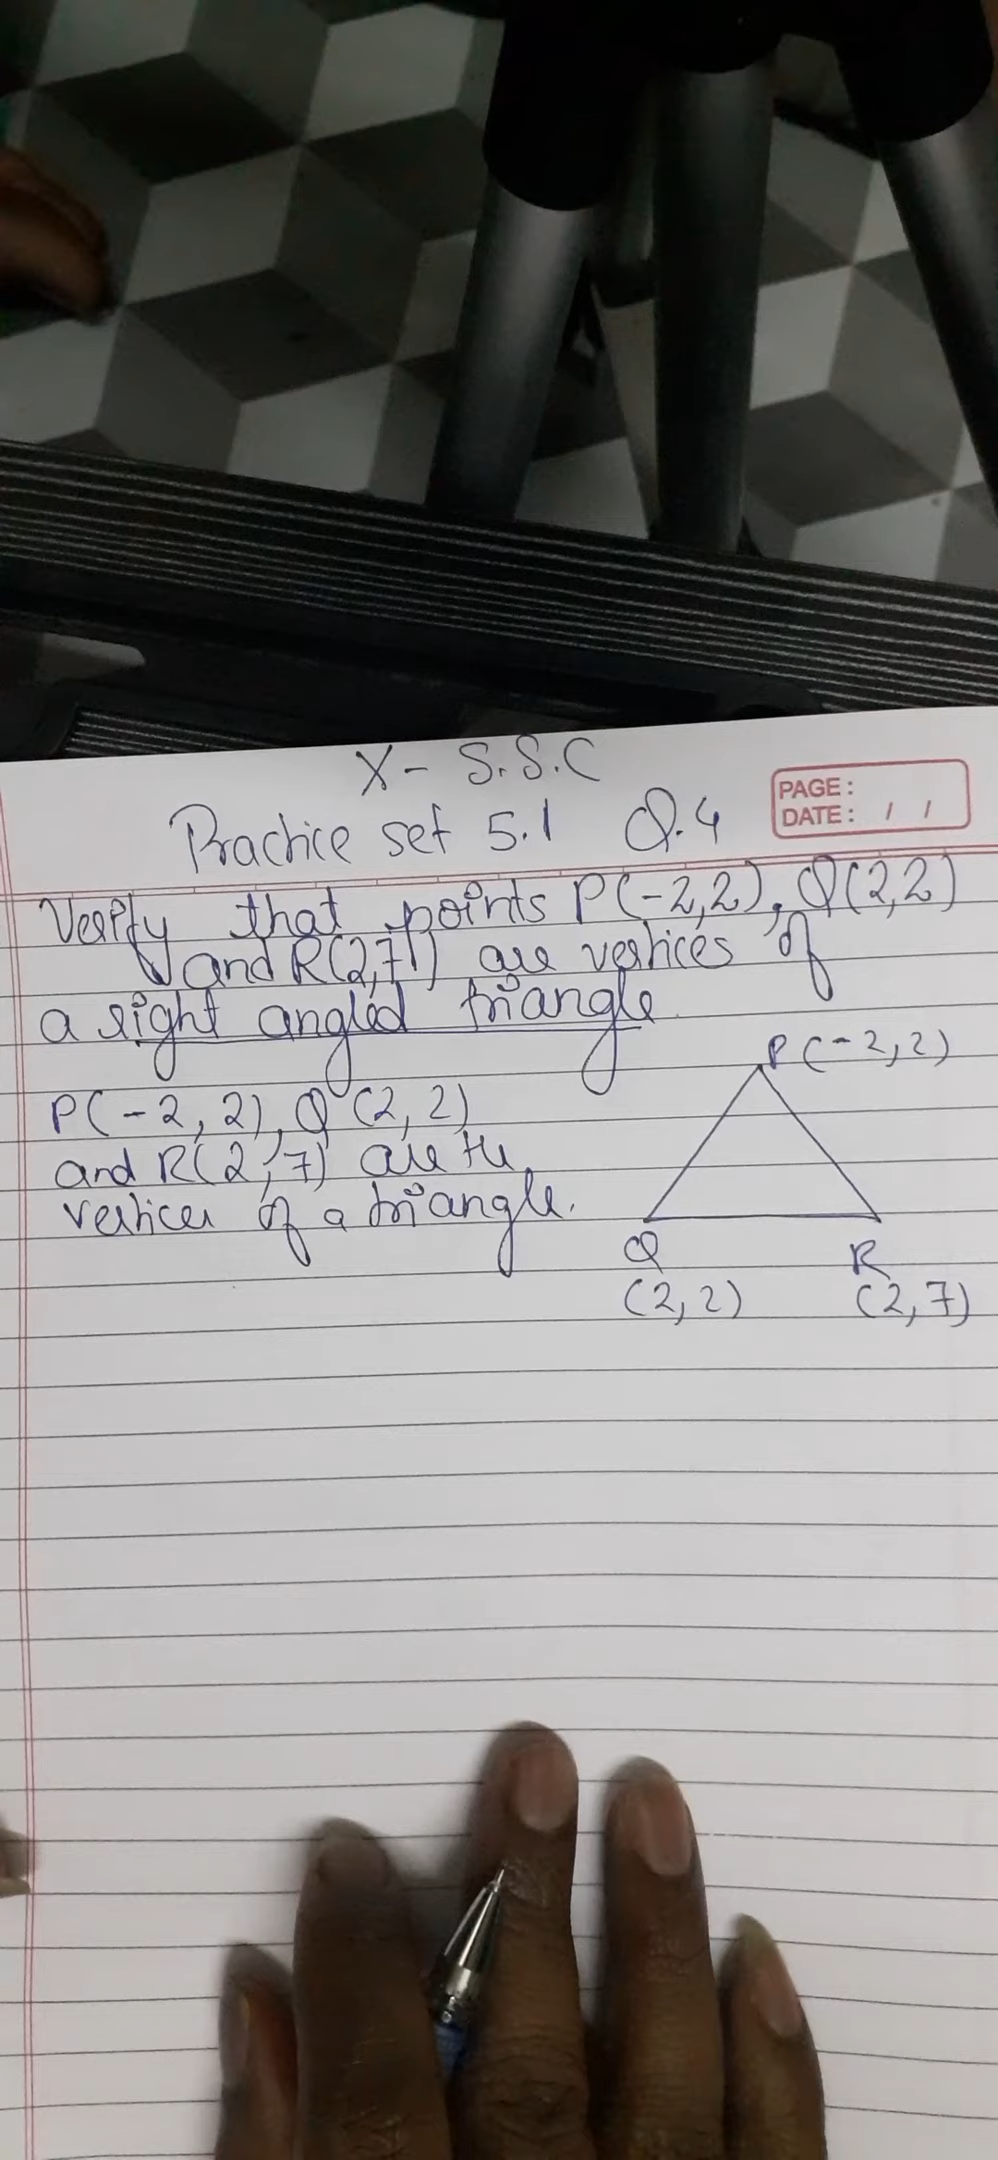 X- S.S.C
PAGE:
DATE: / /
Practice set 5.1 Q.4
Verify that points P(-2,2), Q(2,2)
and R(2,7) are vertices of
a right angled triangle.
P(-2,2)
P(-2,2), Q(2,2)
and R(2,7) are the
vertices of a triangle.
Q
R
(2,2)
(2,7)